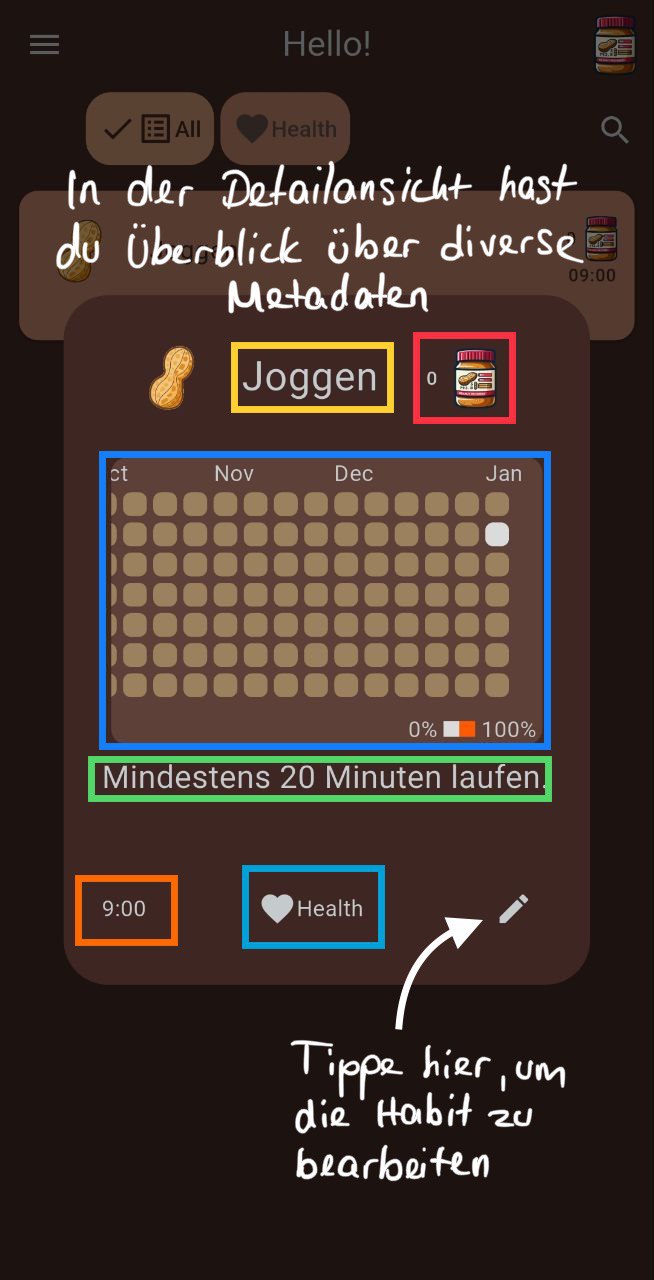 Hello!
All Health
In der Detailansicht hast
du Überblick über diverse
Metadaten
09:00
Joggen 0
ct Nov Dec Jan
0% 100%
Mindestens 20 Minuten laufen.
9:00 Health
Tippe hier, um
die Habit zu
bearbeiten